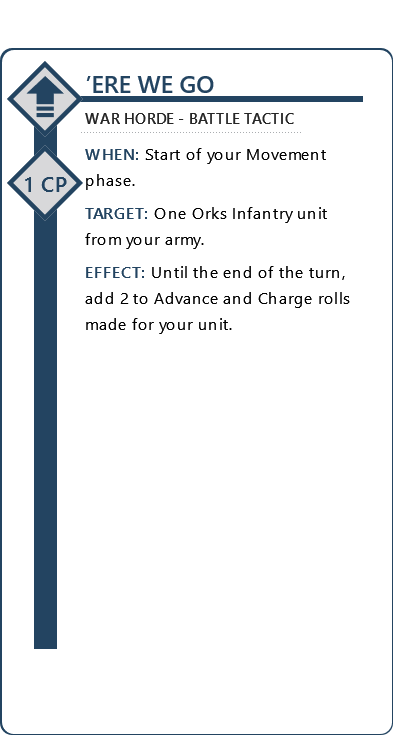 ’ERE WE GO
WAR HORDE - BATTLE TACTIC
WHEN: Start of your Movement
phase.
1 CP
TARGET: One Orks Infantry unit
from your army.
EFFECT: Until the end of the turn,
add 2 to Advance and Charge rolls
made for your unit.